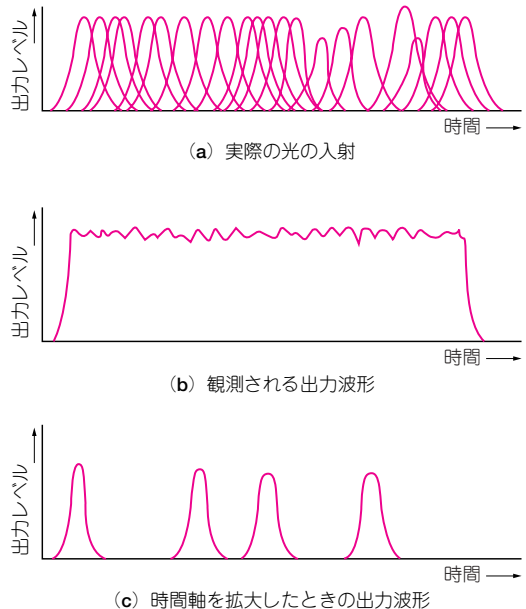 出力レベル
時間
（a）実際の光の入射
出力レベル
時間
（b）観測される出力波形
出力レベル
時間
（c）時間軸を拡大したときの出力波形